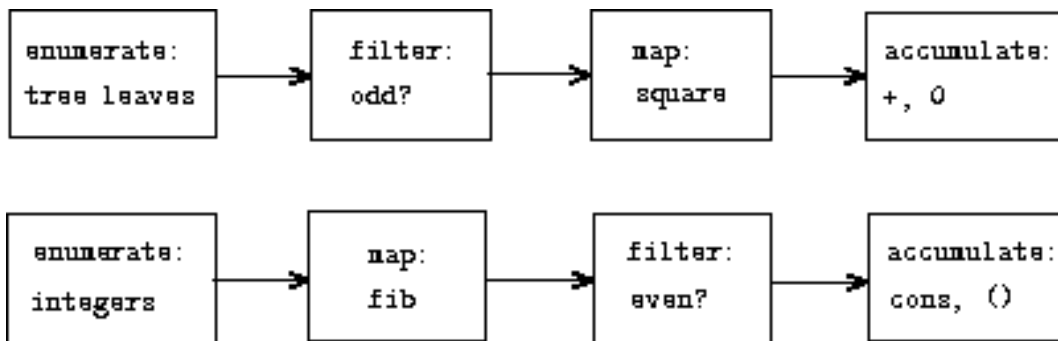 enumerate:
tree leaves
filter:
odd?
map:
square
accumulate:
+, 0
enumerate:
integers
map:
fib
filter:
even?
accumulate:
cons, ()